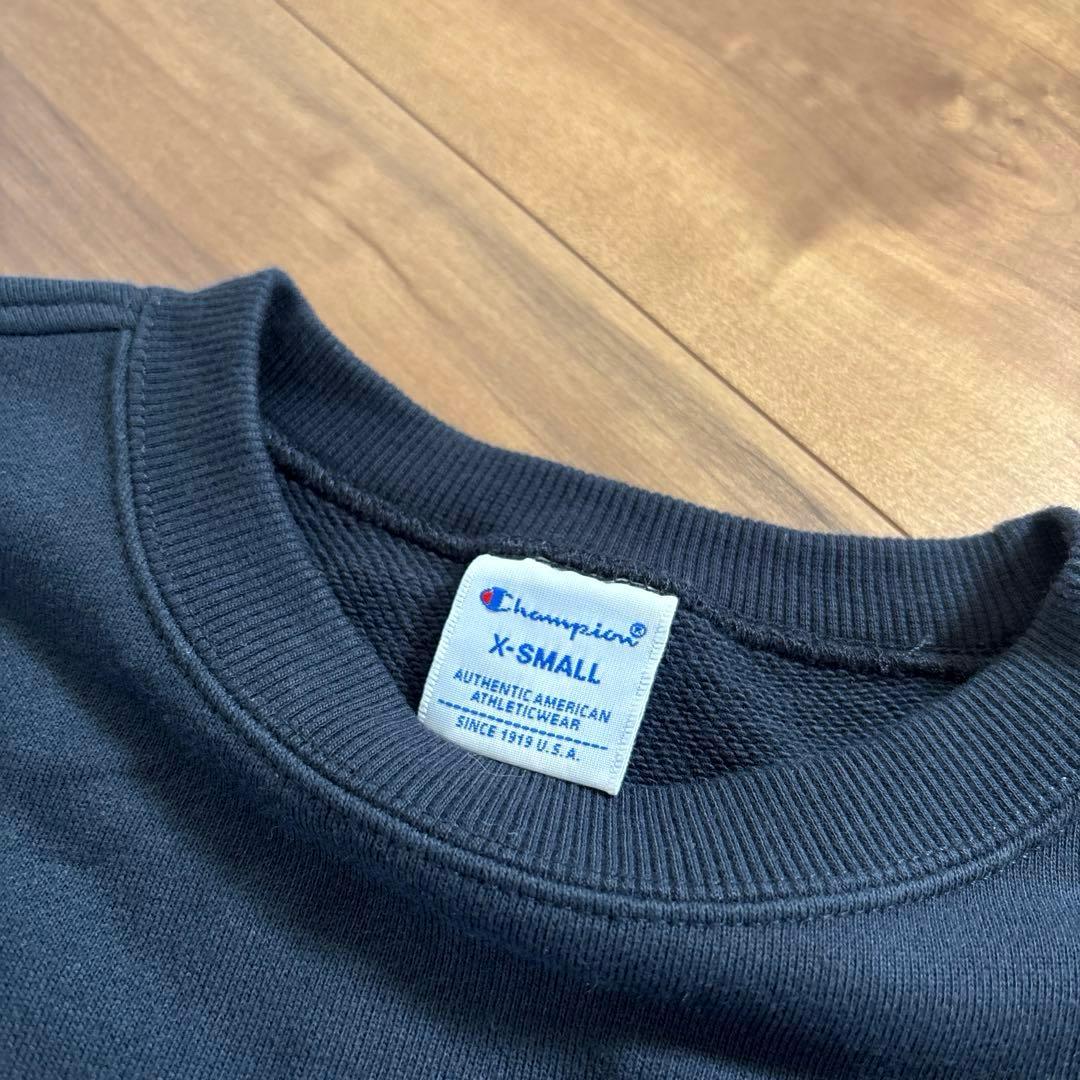 Champion®
X-SMALL
AUTHENTIC AMERICAN
ATHLETICWEAR
SINCE 1919 U.S.A.